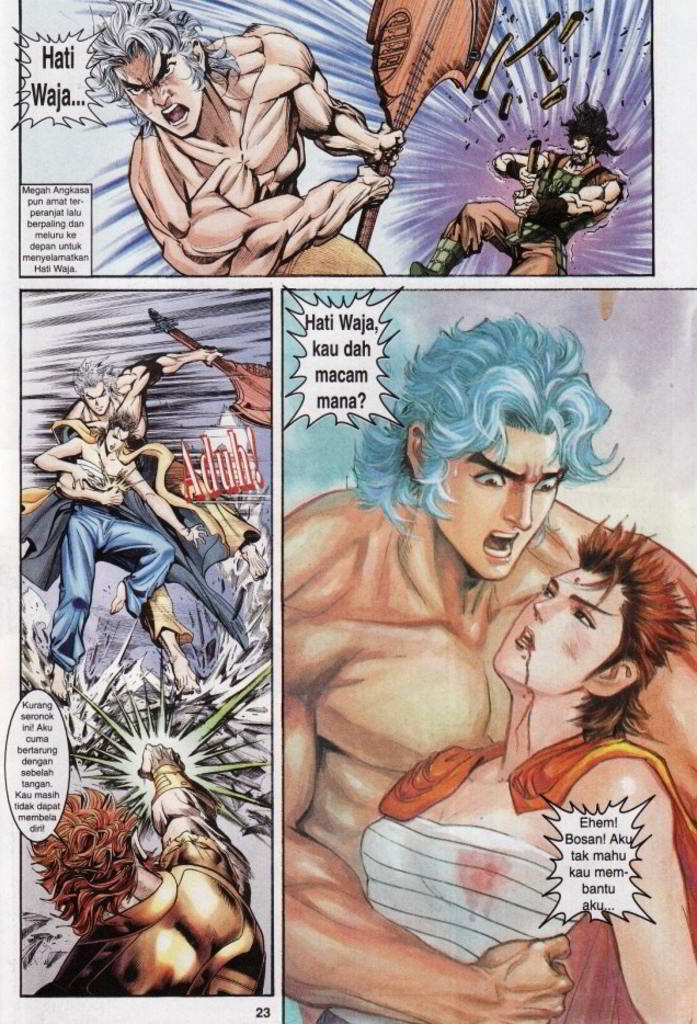 Hati
Waja...
Megah Angkasa
pun amat ter-
peranjat lalu
berpaling dan
meluru ke
depan untuk
menyelamatkan
Hati Waja.
Aduh!
Kurang
seronok
ini! Aku
cuma
bertarung
dengan
sebelah
tangan.
Kau masih
tidak dapat
membela
diri!
Hati Waja,
kau dah
macam
mana?
Ehem!
Bosan! Aku
tak mahu
kau mem-
bantu
aku...
23